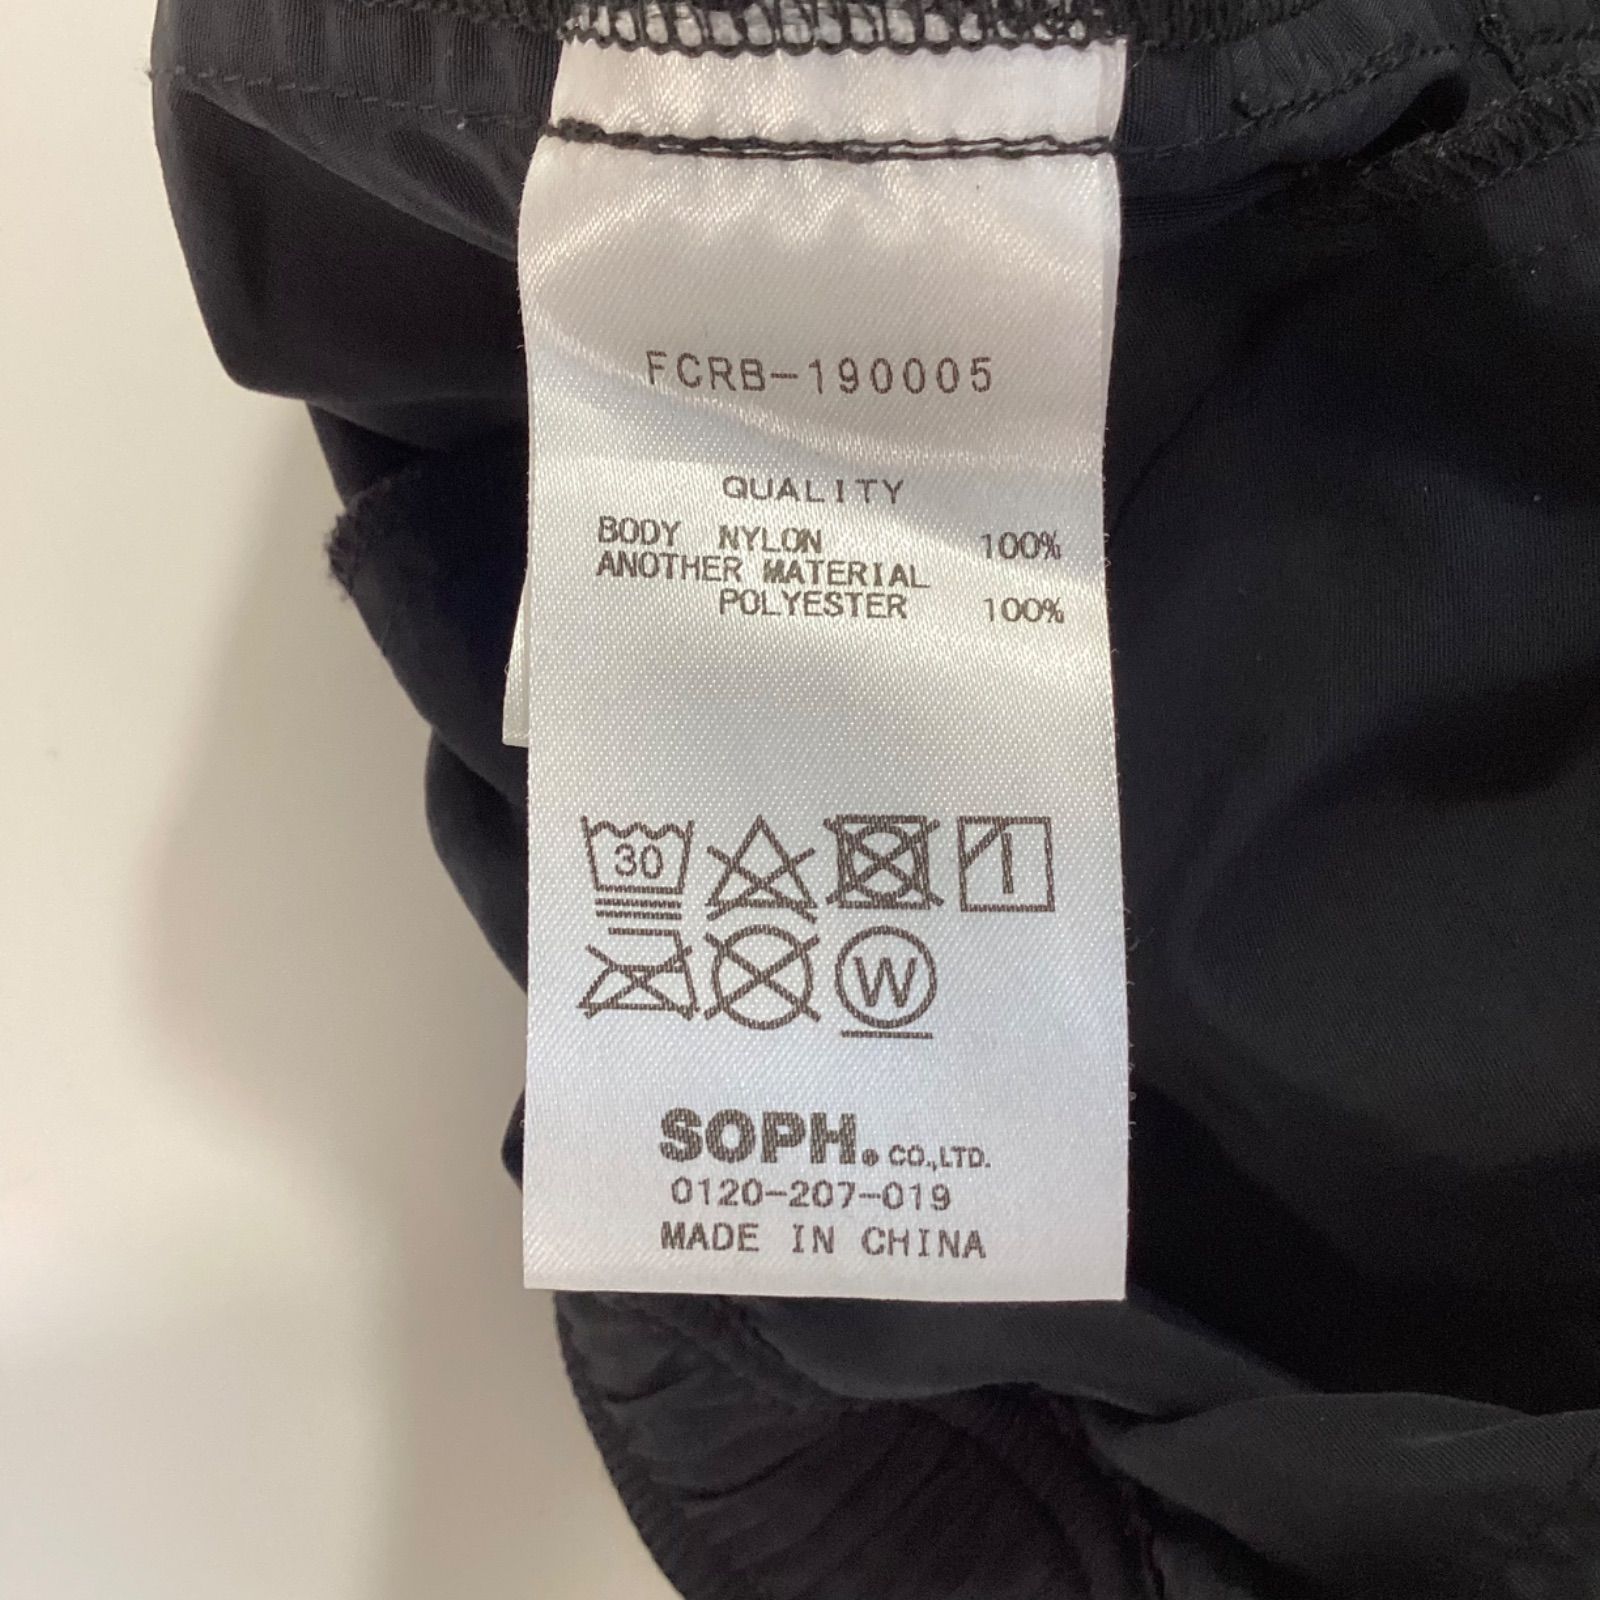 FCRB-190005
QUALITY
BODY NYLON 100%
ANOTHER MATERIAL
POLYESTER 100%
30
W
SOPH. CO.,LTD.
0120-207-019
MADE IN CHINA